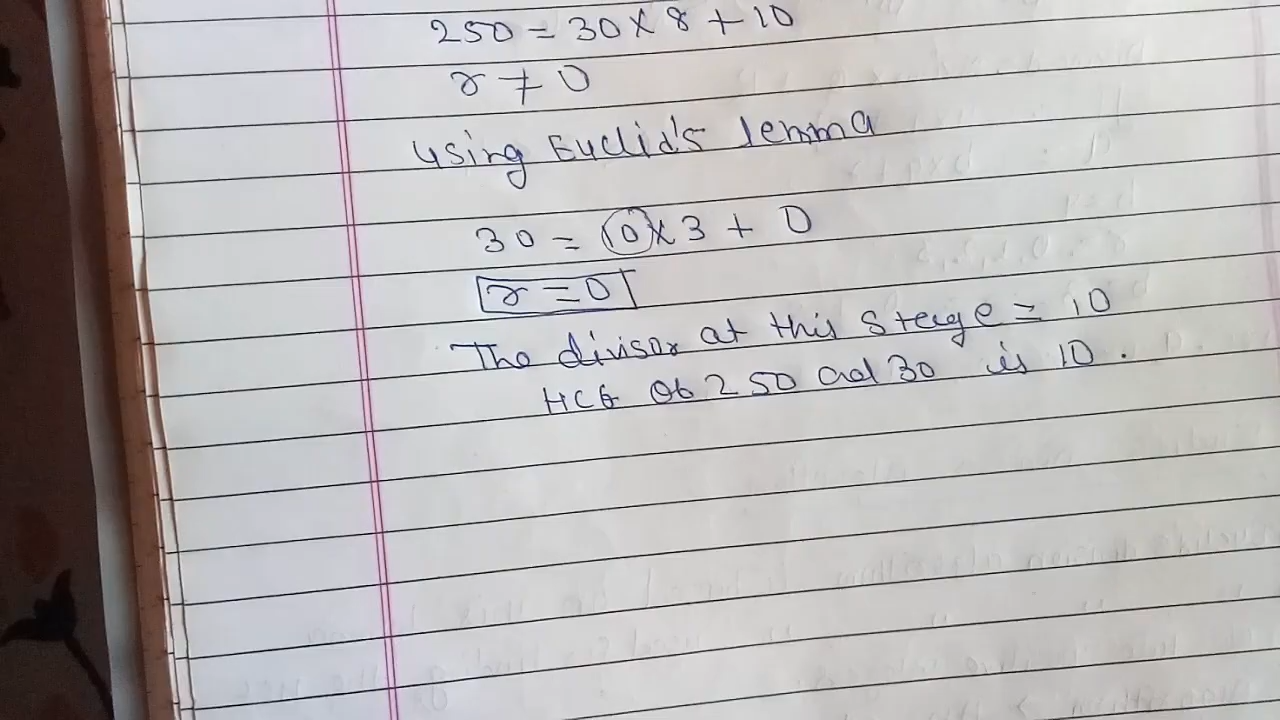 250 = 30 × 8 + 10
r ≠ 0
Using Euclid's lemma
30 = 10 × 3 + 0
r = 0
The divisor at this stage = 10
HCF of 250 and 30 is 10 .